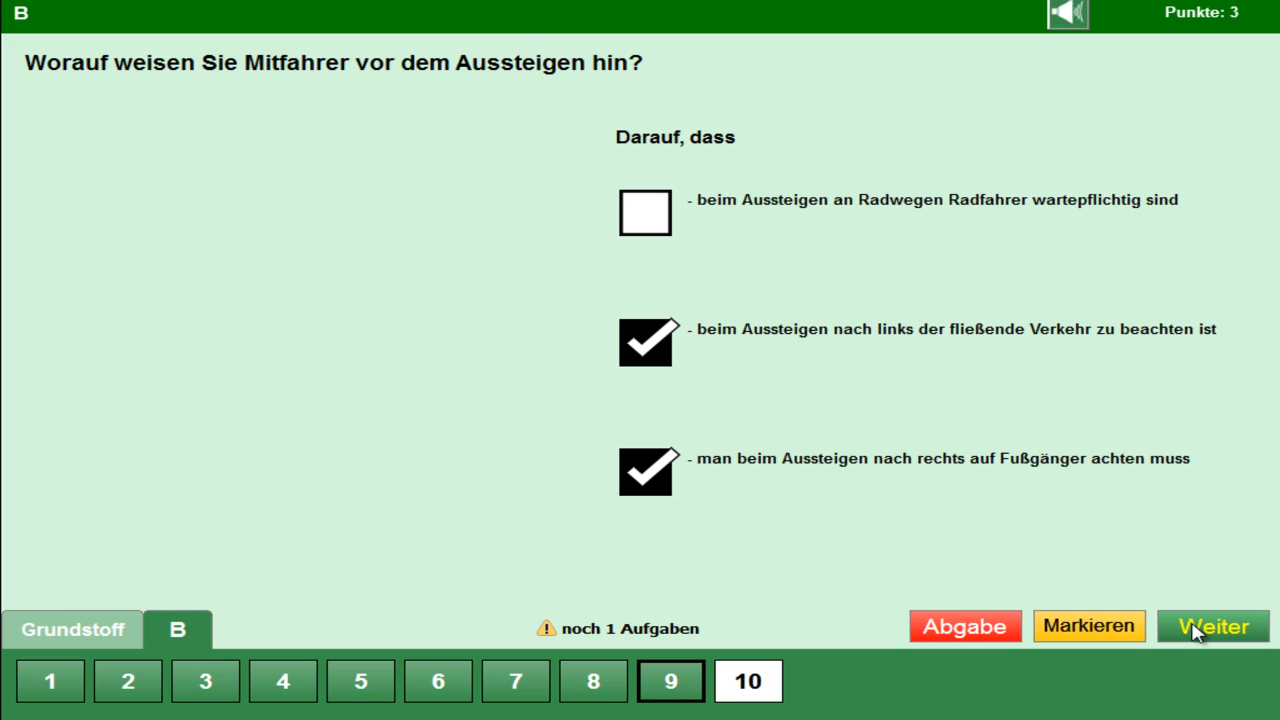 B
Punkte: 3
Worauf weisen Sie Mitfahrer vor dem Aussteigen hin?
Darauf, dass
- beim Aussteigen an Radwegen Radfahrer wartepflichtig sind
- beim Aussteigen nach links der fließende Verkehr zu beachten ist
- man beim Aussteigen nach rechts auf Fußgänger achten muss
Grundstoff
B
noch 1 Aufgaben
Abgabe
Markieren
Weiter
1 2 3 4 5 6 7 8 9 10